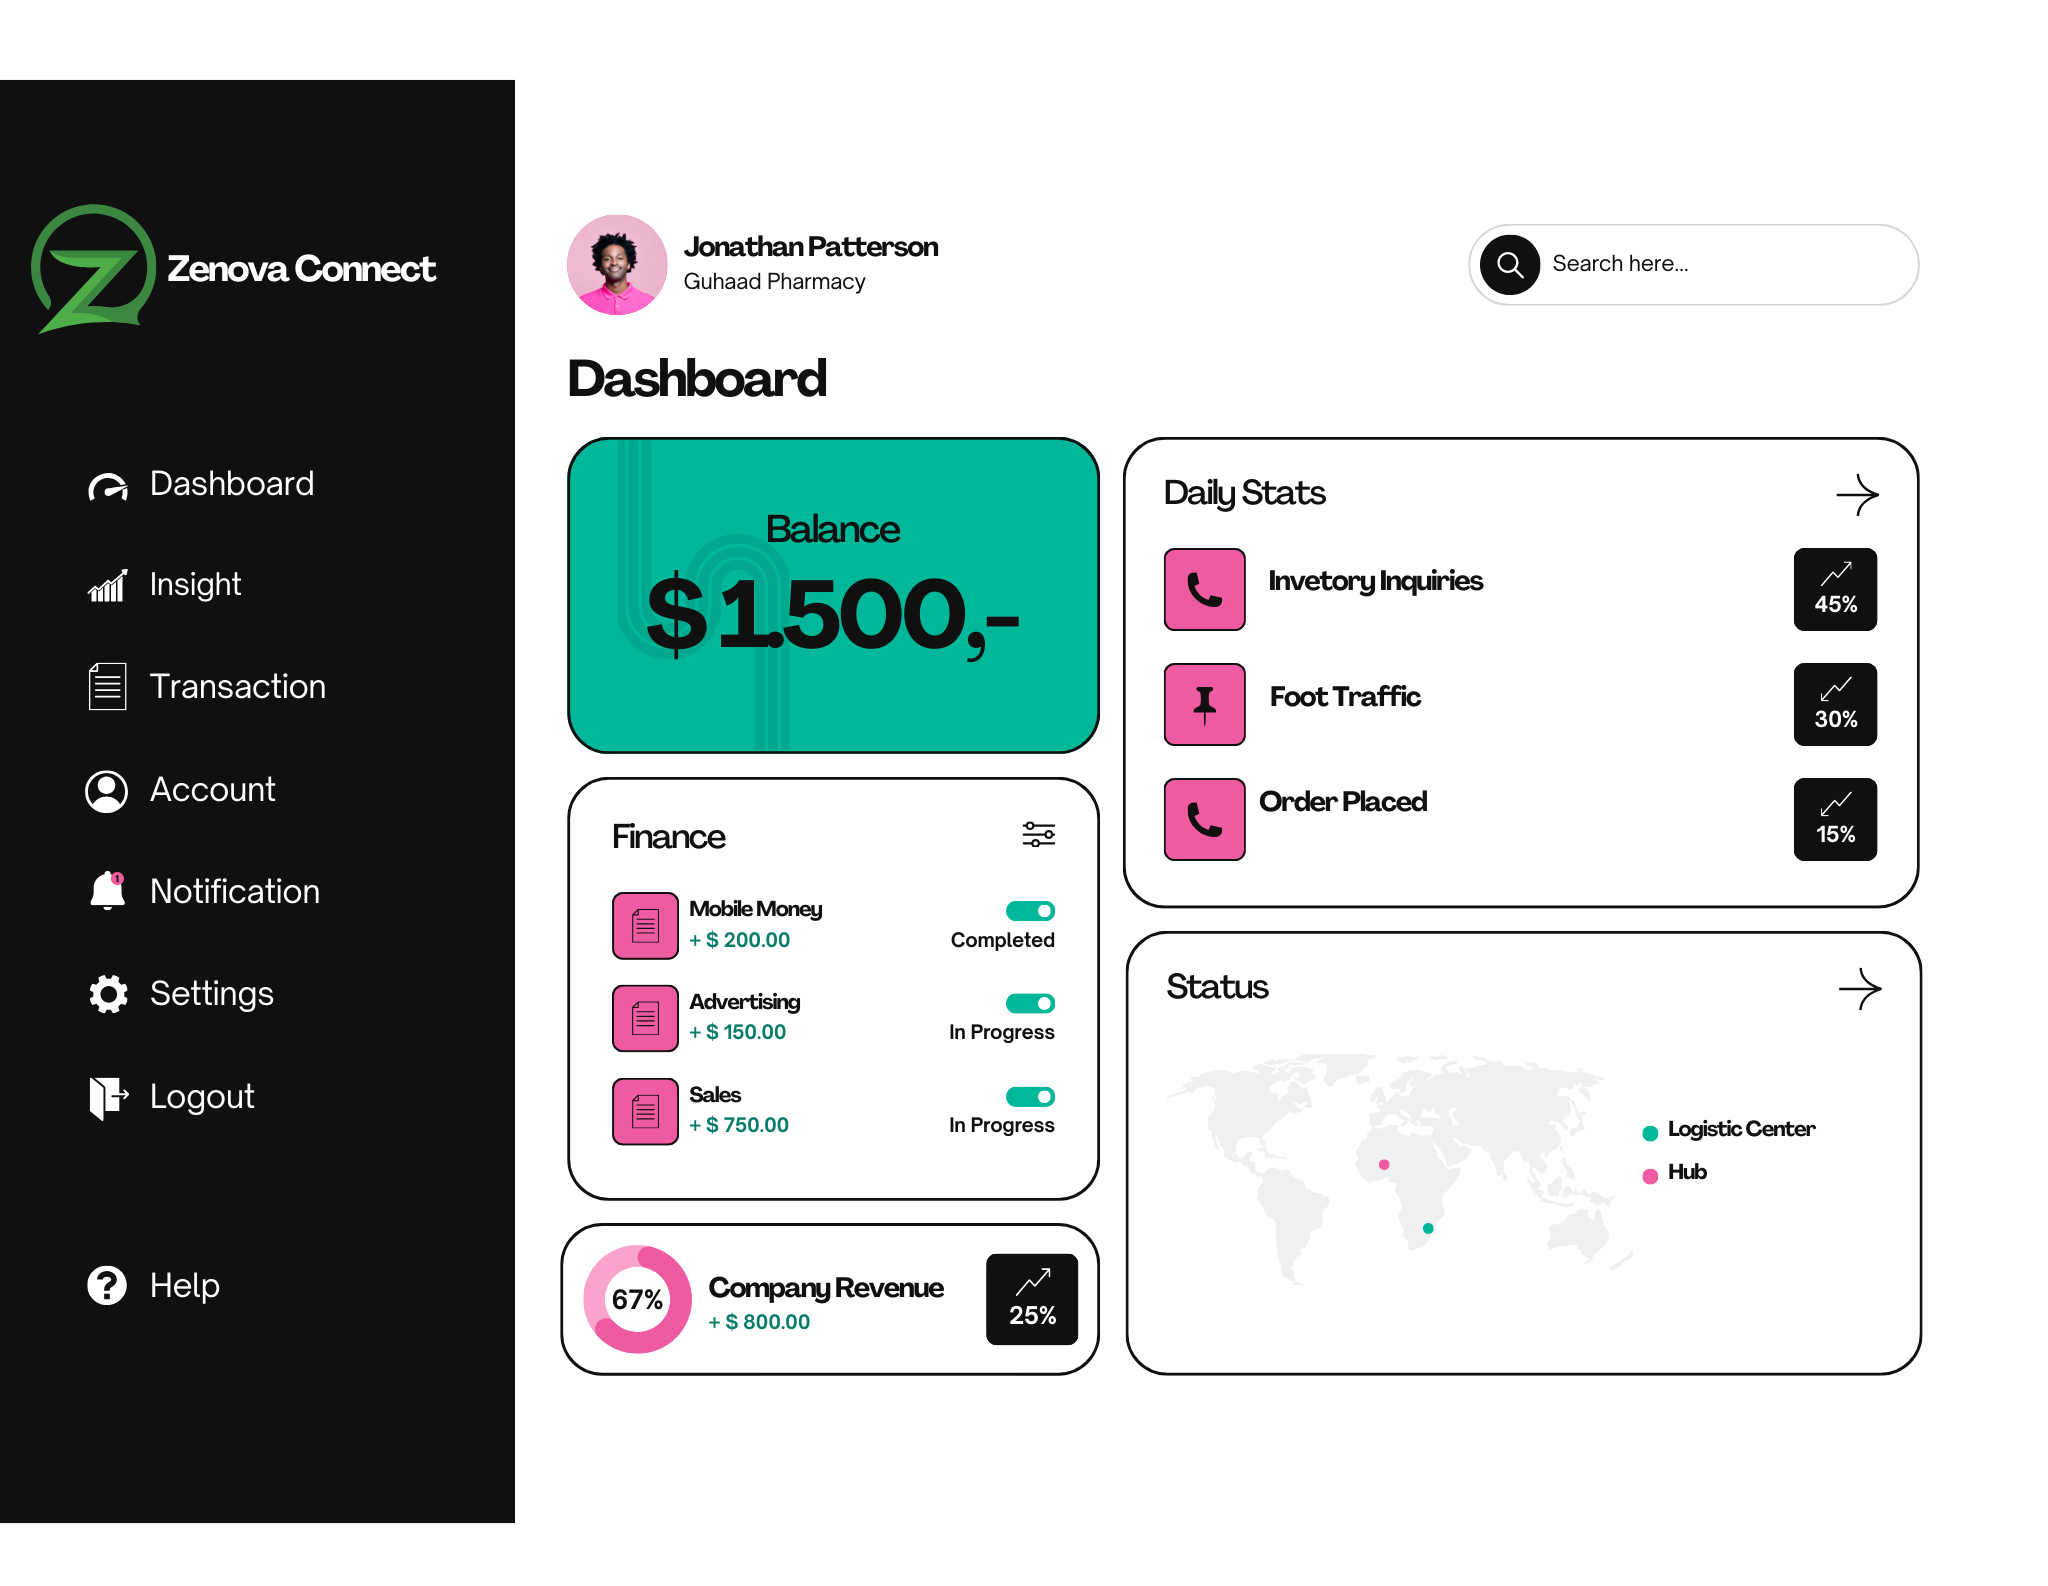 Zenova Connect
Dashboard
Insight
Transaction
Account
1
Notification
Settings
Logout
Help
Jonathan Patterson
Guhaad Pharmacy
Search here...
Dashboard
Balance
$ 1.500,-
Finance
Mobile Money
+ $ 200.00
Completed
Advertising
+ $ 150.00
In Progress
Sales
+ $ 750.00
In Progress
67%
Company Revenue
+ $ 800.00
25%
Daily Stats
Invetory Inquiries
45%
Foot Traffic
30%
Order Placed
15%
Status
Logistic Center
Hub